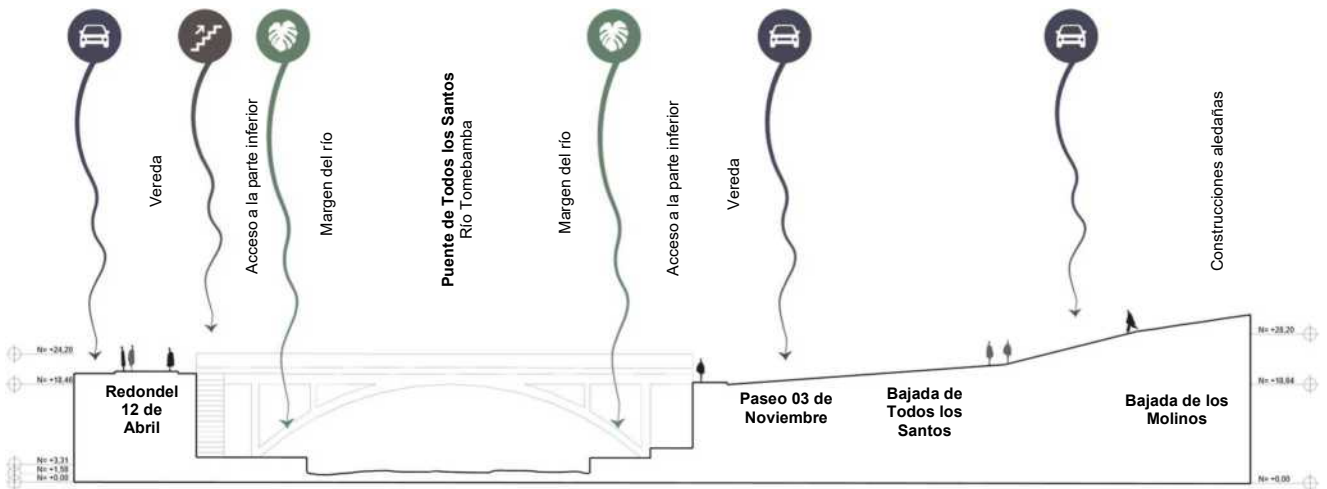 Vereda
Acceso a la parte inferior
Margen del río
Puente de Todos los Santos
Río Tomebamba
Margen del río
Acceso a la parte inferior
Vereda
Construcciones aledañas
N= +24,20
N= +18,46
N= +3,31
N= +1,58
N= +0,00
Redondel
12 de
Abril
Paseo 03 de
Noviembre
Bajada de
Todos los
Santos
Bajada de los
Molinos
N= +28,20
N= +18,84
N= +0,00